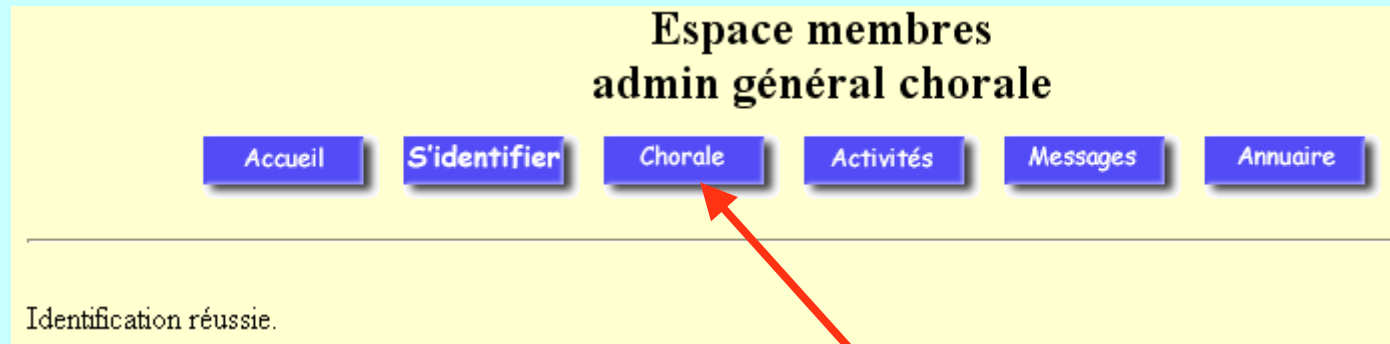 Espace membres
admin général chorale
Accueil S'identifier Chorale Activités Messages Annuaire
Identification réussie.